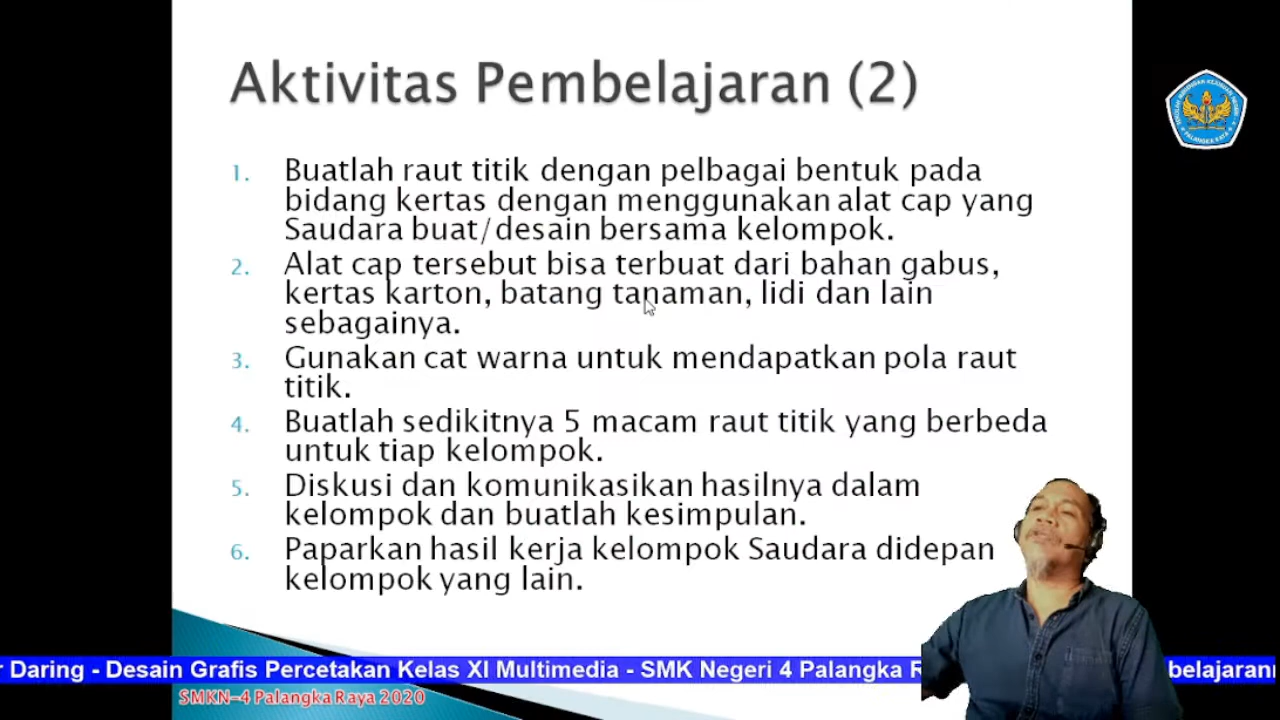 Aktivitas Pembelajaran (2)
1. Buatlah raut titik dengan pelbagai bentuk pada
bidang kertas dengan menggunakan alat cap yang
Saudara buat/desain bersama kelompok.
2. Alat cap tersebut bisa terbuat dari bahan gabus,
kertas karton, batang tanaman, lidi dan lain
sebagainya.
3. Gunakan cat warna untuk mendapatkan pola raut
titik.
4. Buatlah sedikitnya 5 macam raut titik yang berbeda
untuk tiap kelompok.
5. Diskusi dan komunikasikan hasilnya dalam
kelompok dan buatlah kesimpulan.
6. Paparkan hasil kerja kelompok Saudara didepan
kelompok yang lain.
r Daring - Desain Grafis Percetakan Kelas XI Multimedia - SMK Negeri 4 Palangka R belajaran
SMKN-4 Palangka Raya 2020